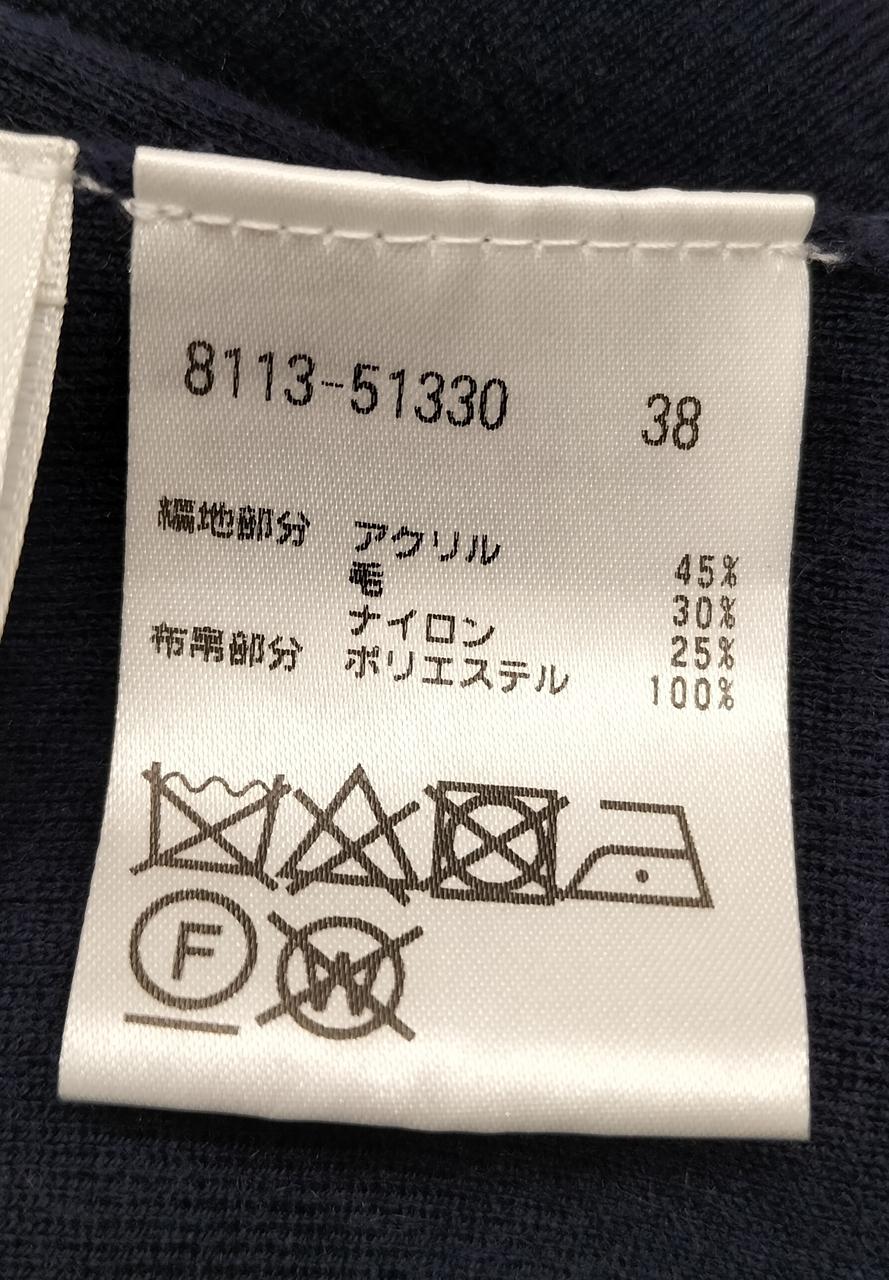 8113-51330 38
編地部分 アクリル 45%
毛 30%
ナイロン 25%
布帛部分 ポリエステル 100%
F W